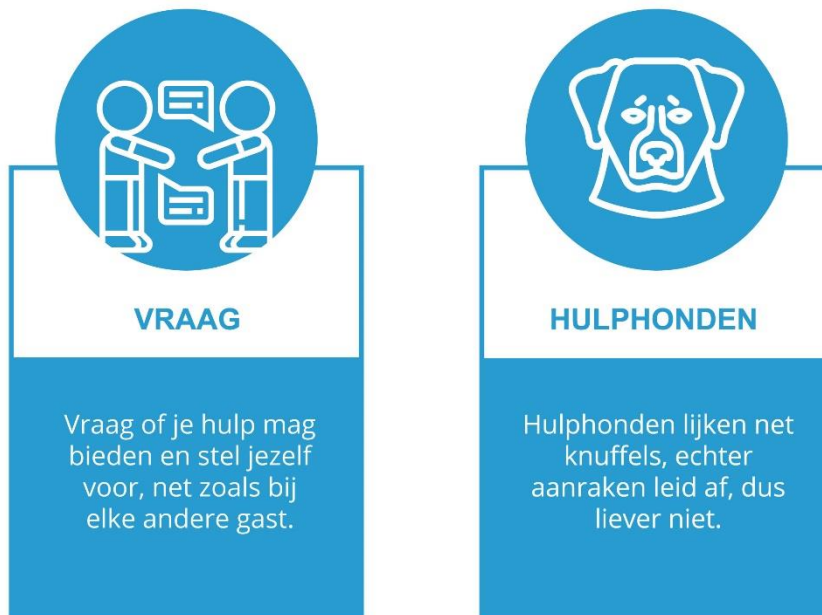 VRAAG
Vraag of je hulp mag
bieden en stel jezelf
voor, net zoals bij
elke andere gast.
HULPHONDEN
Hulphonden lijken net
knuffels, echter
aanraken leid af, dus
liever niet.